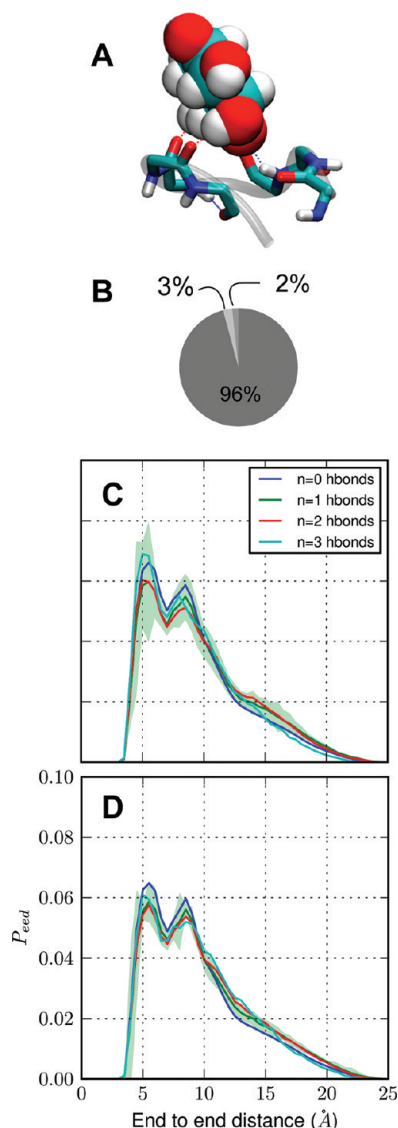 A
B
3%
2%
96%
C
n=0 hbonds
n=1 hbonds
n=2 hbonds
n=3 hbonds
D
0.10
0.08
0.06
0.04
0.02
0.00
P_eed
0 5 10 15 20 25
End to end distance (Å)